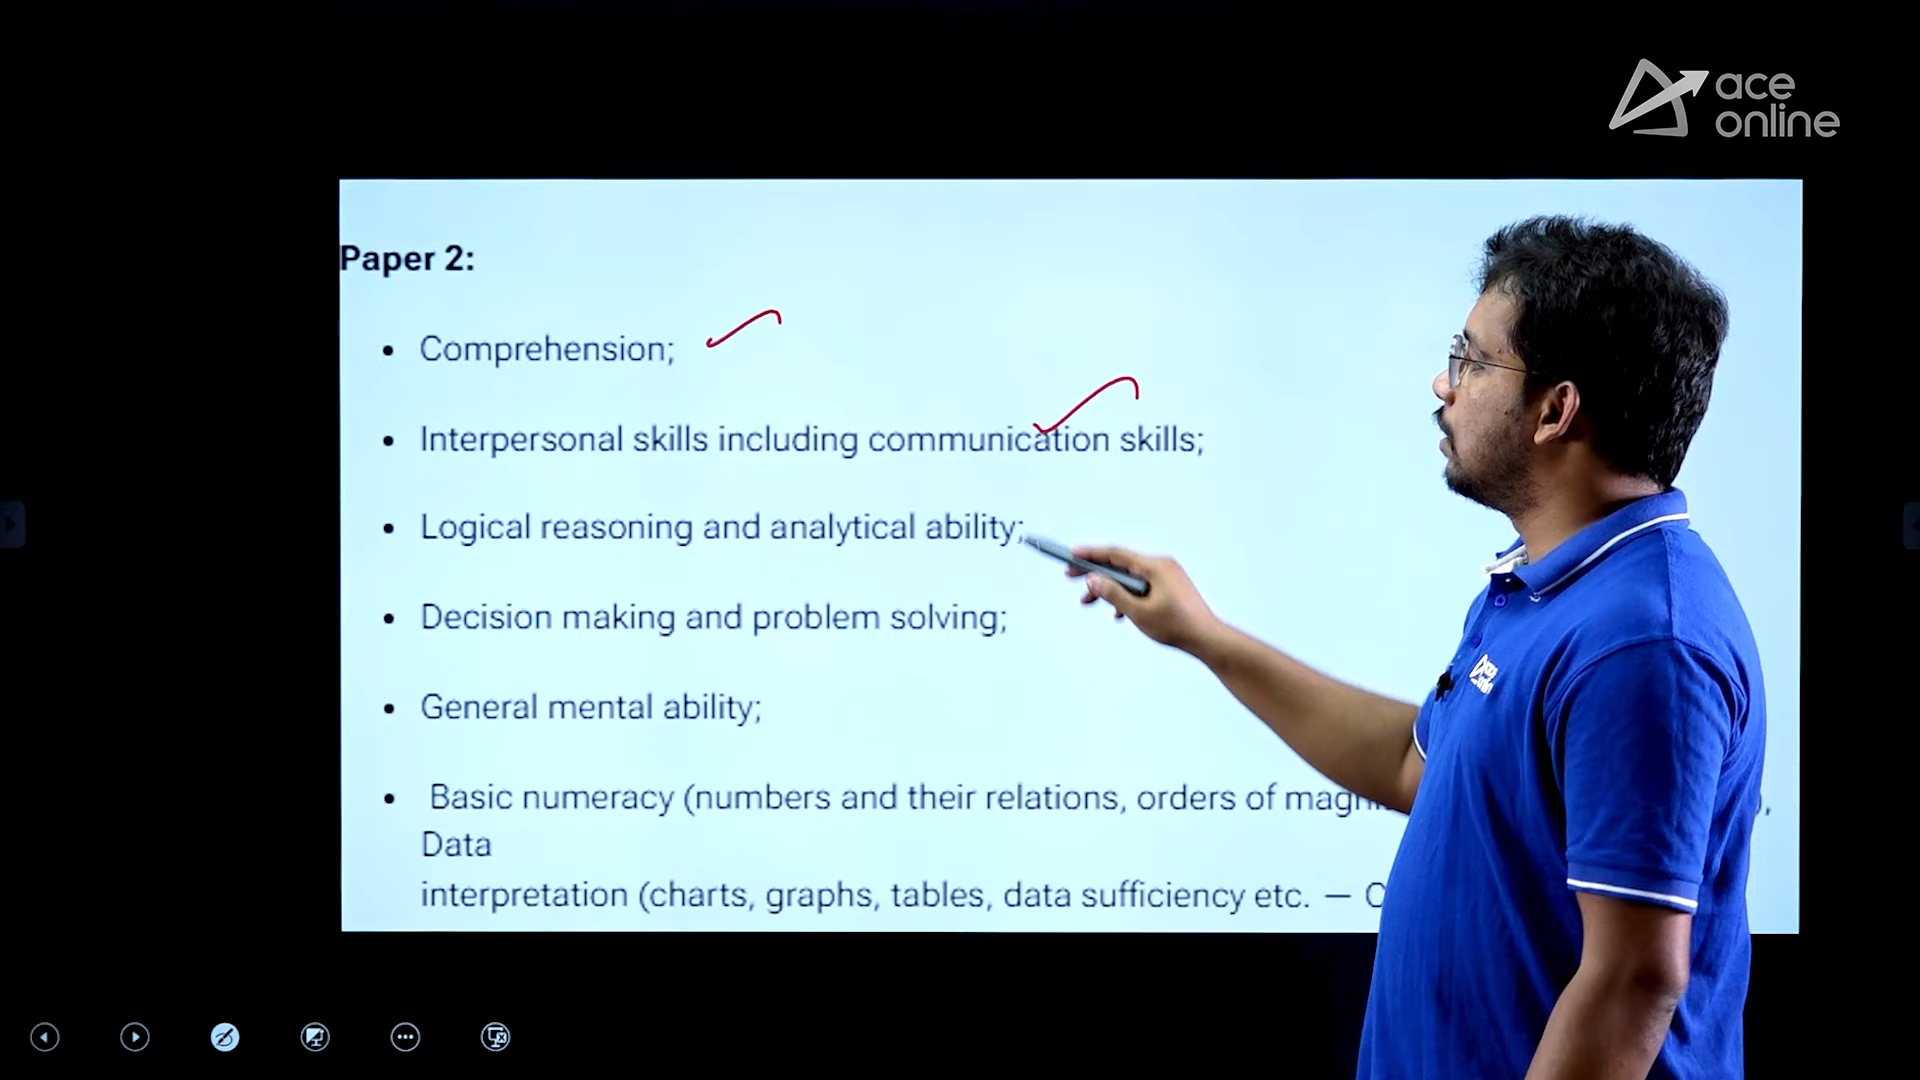 ace
online
Paper 2:
• Comprehension;
• Interpersonal skills including communication skills;
• Logical reasoning and analytical ability;
• Decision making and problem solving;
• General mental ability;
• Basic numeracy (numbers and their relations, orders of
Data
interpretation (charts, graphs, tables, data sufficiency etc. —
ace